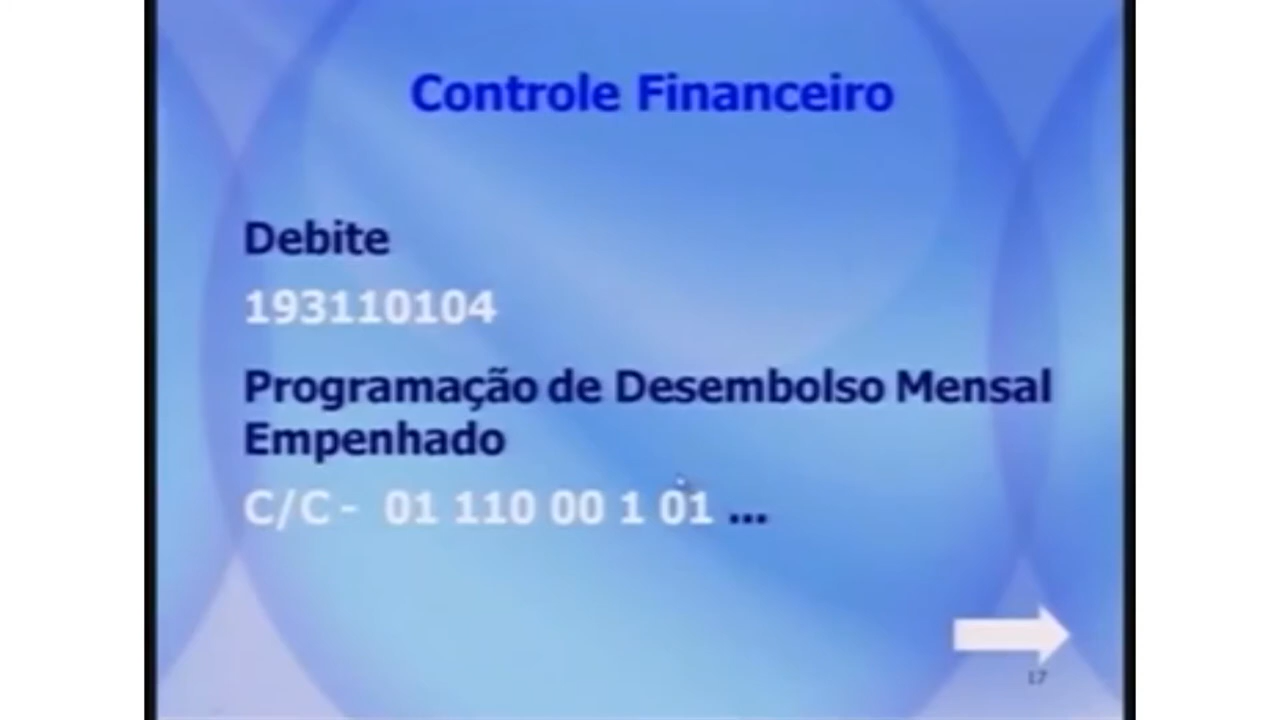 Controle Financeiro
Debite
193110104
Programação de Desembolso Mensal
Empenhado
C/C - 01 110 00 1 01 ...
17